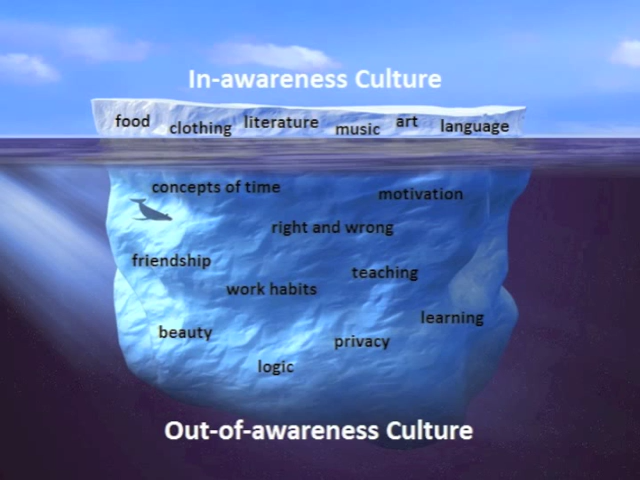 In-awareness Culture
food
clothing
literature
music
art
language
concepts of time
motivation
right and wrong
friendship
teaching
work habits
learning
beauty
privacy
logic
Out-of-awareness Culture